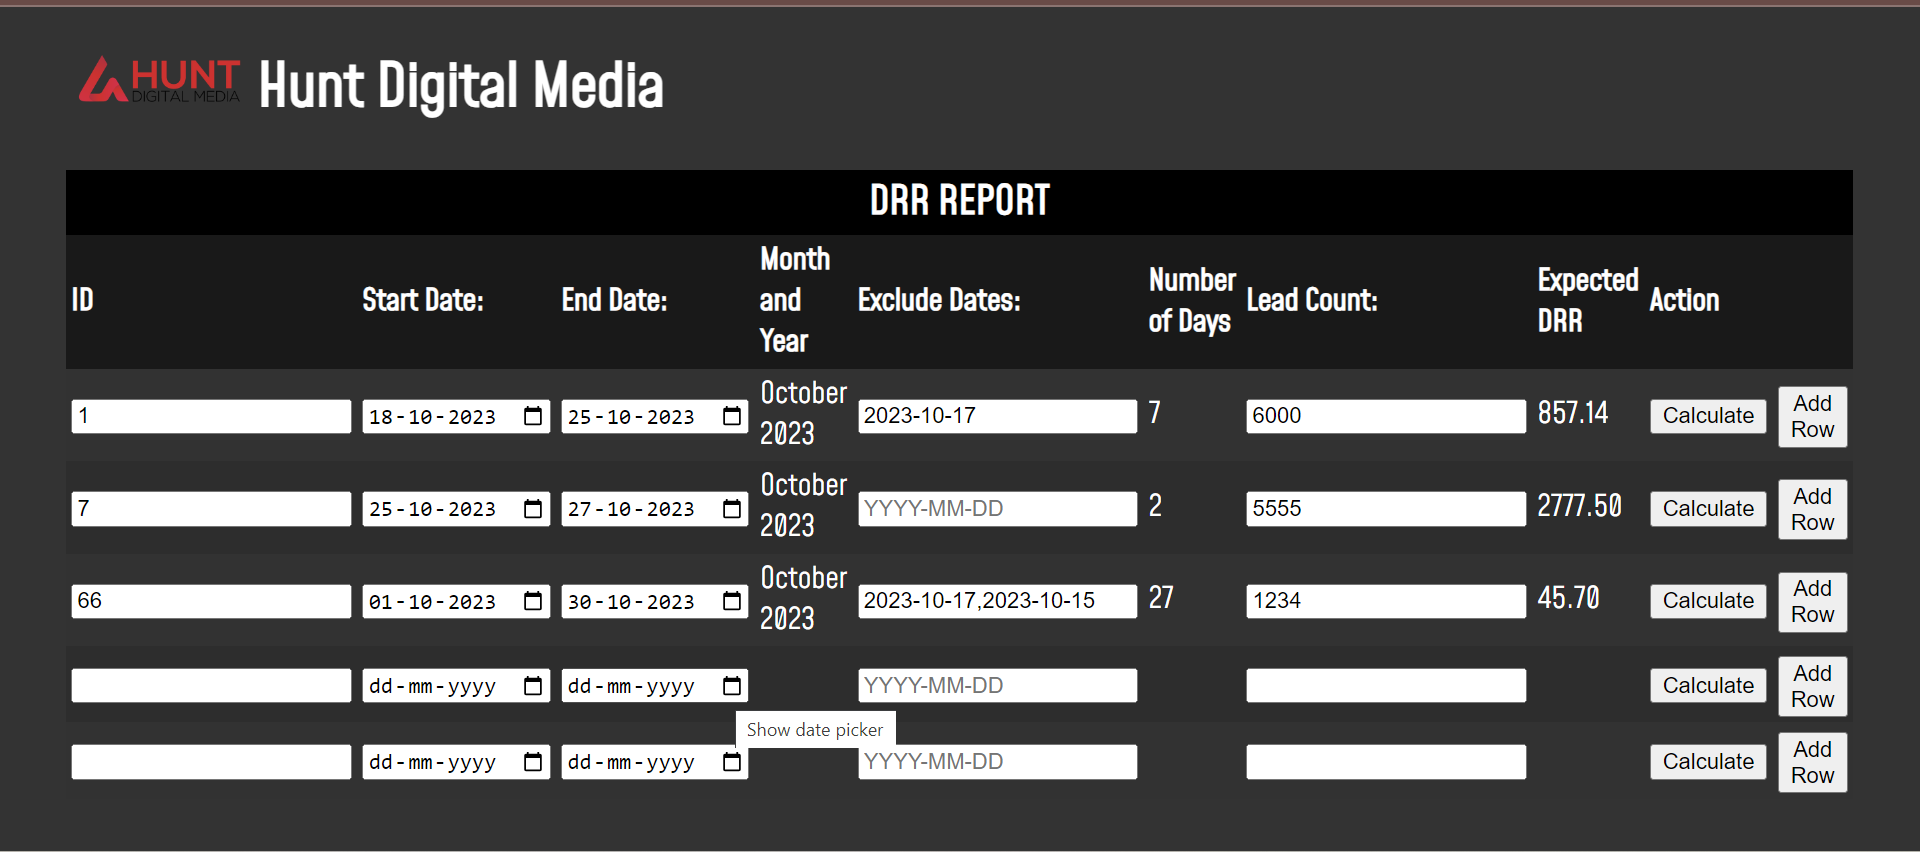 HUNT
DIGITAL MEDIA
Hunt Digital Media
DRR REPORT
ID
Start Date:
End Date:
Month
and
Year
Exclude Dates:
Number
of Days
Lead Count:
Expected
DRR
Action
1
18-10-2023
25-10-2023
October
2023
2023-10-17
7
6000
857.14
Calculate
Add
Row
7
25-10-2023
27-10-2023
October
2023
YYYY-MM-DD
2
5555
2777.50
Calculate
Add
Row
66
01-10-2023
30-10-2023
October
2023
2023-10-17,2023-10-15
27
1234
45.70
Calculate
Add
Row
dd-mm-yyyy
dd-mm-yyyy
YYYY-MM-DD
Calculate
Add
Row
Show date picker
dd-mm-yyyy
dd-mm-yyyy
YYYY-MM-DD
Calculate
Add
Row